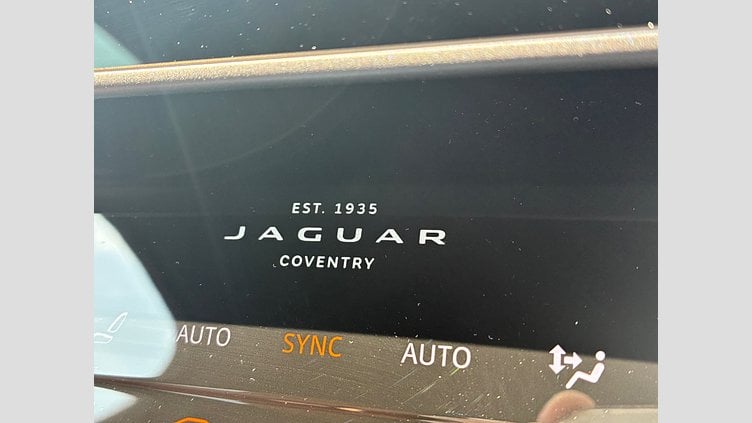 EST. 1935
JAGUAR
COVENTRY
AUTO SYNC AUTO